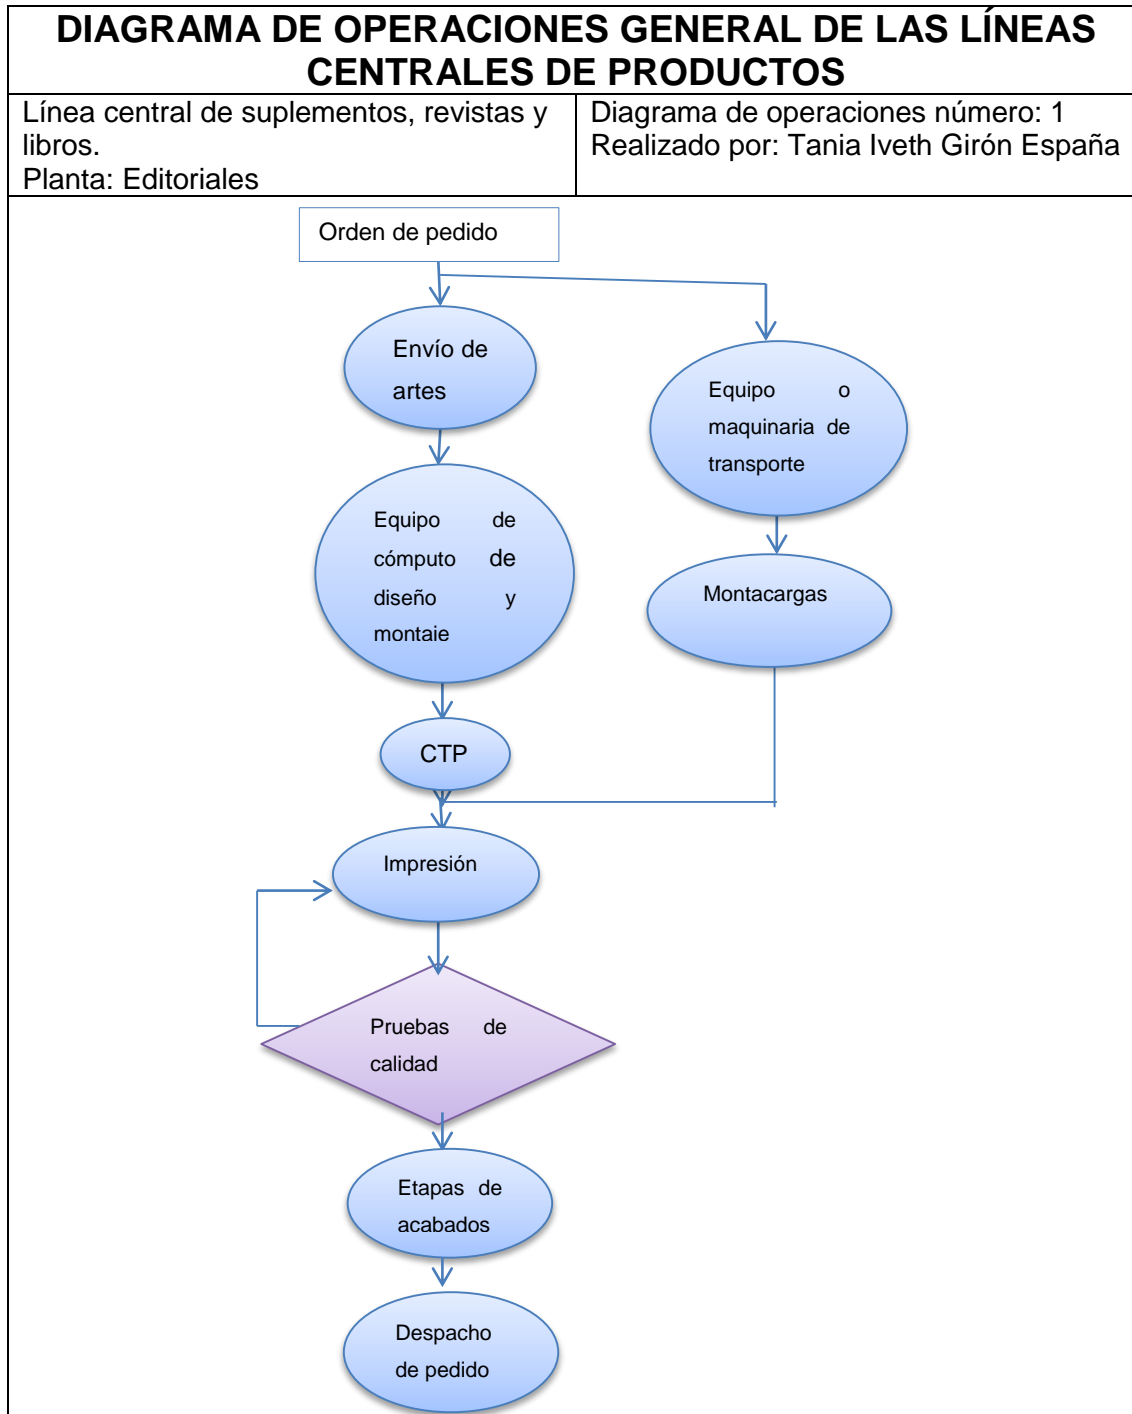 DIAGRAMA DE OPERACIONES GENERAL DE LAS LÍNEAS
CENTRALES DE PRODUCTOS
Línea central de suplementos, revistas y
libros.
Planta: Editoriales
Diagrama de operaciones número: 1
Realizado por: Tania Iveth Girón España
Orden de pedido
Envío de
artes
Equipo o
maquinaria de
transporte
Equipo de
cómputo de
diseño y
montaje
Montacargas
CTP
Impresión
Pruebas de
calidad
Etapas de
acabados
Despacho
de pedido